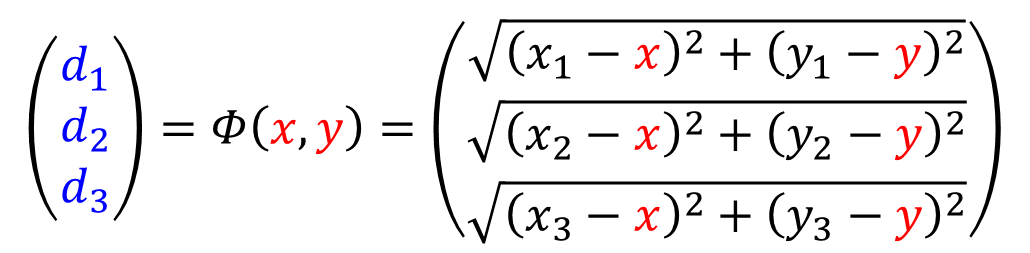 (d₁ d₂ d₃) = Φ(x, y) = (√((x₁ − x)² + (y₁ − y)²)
√((x₂ − x)² + (y₂ − y)²)
√((x₃ − x)² + (y₃ − y)²))